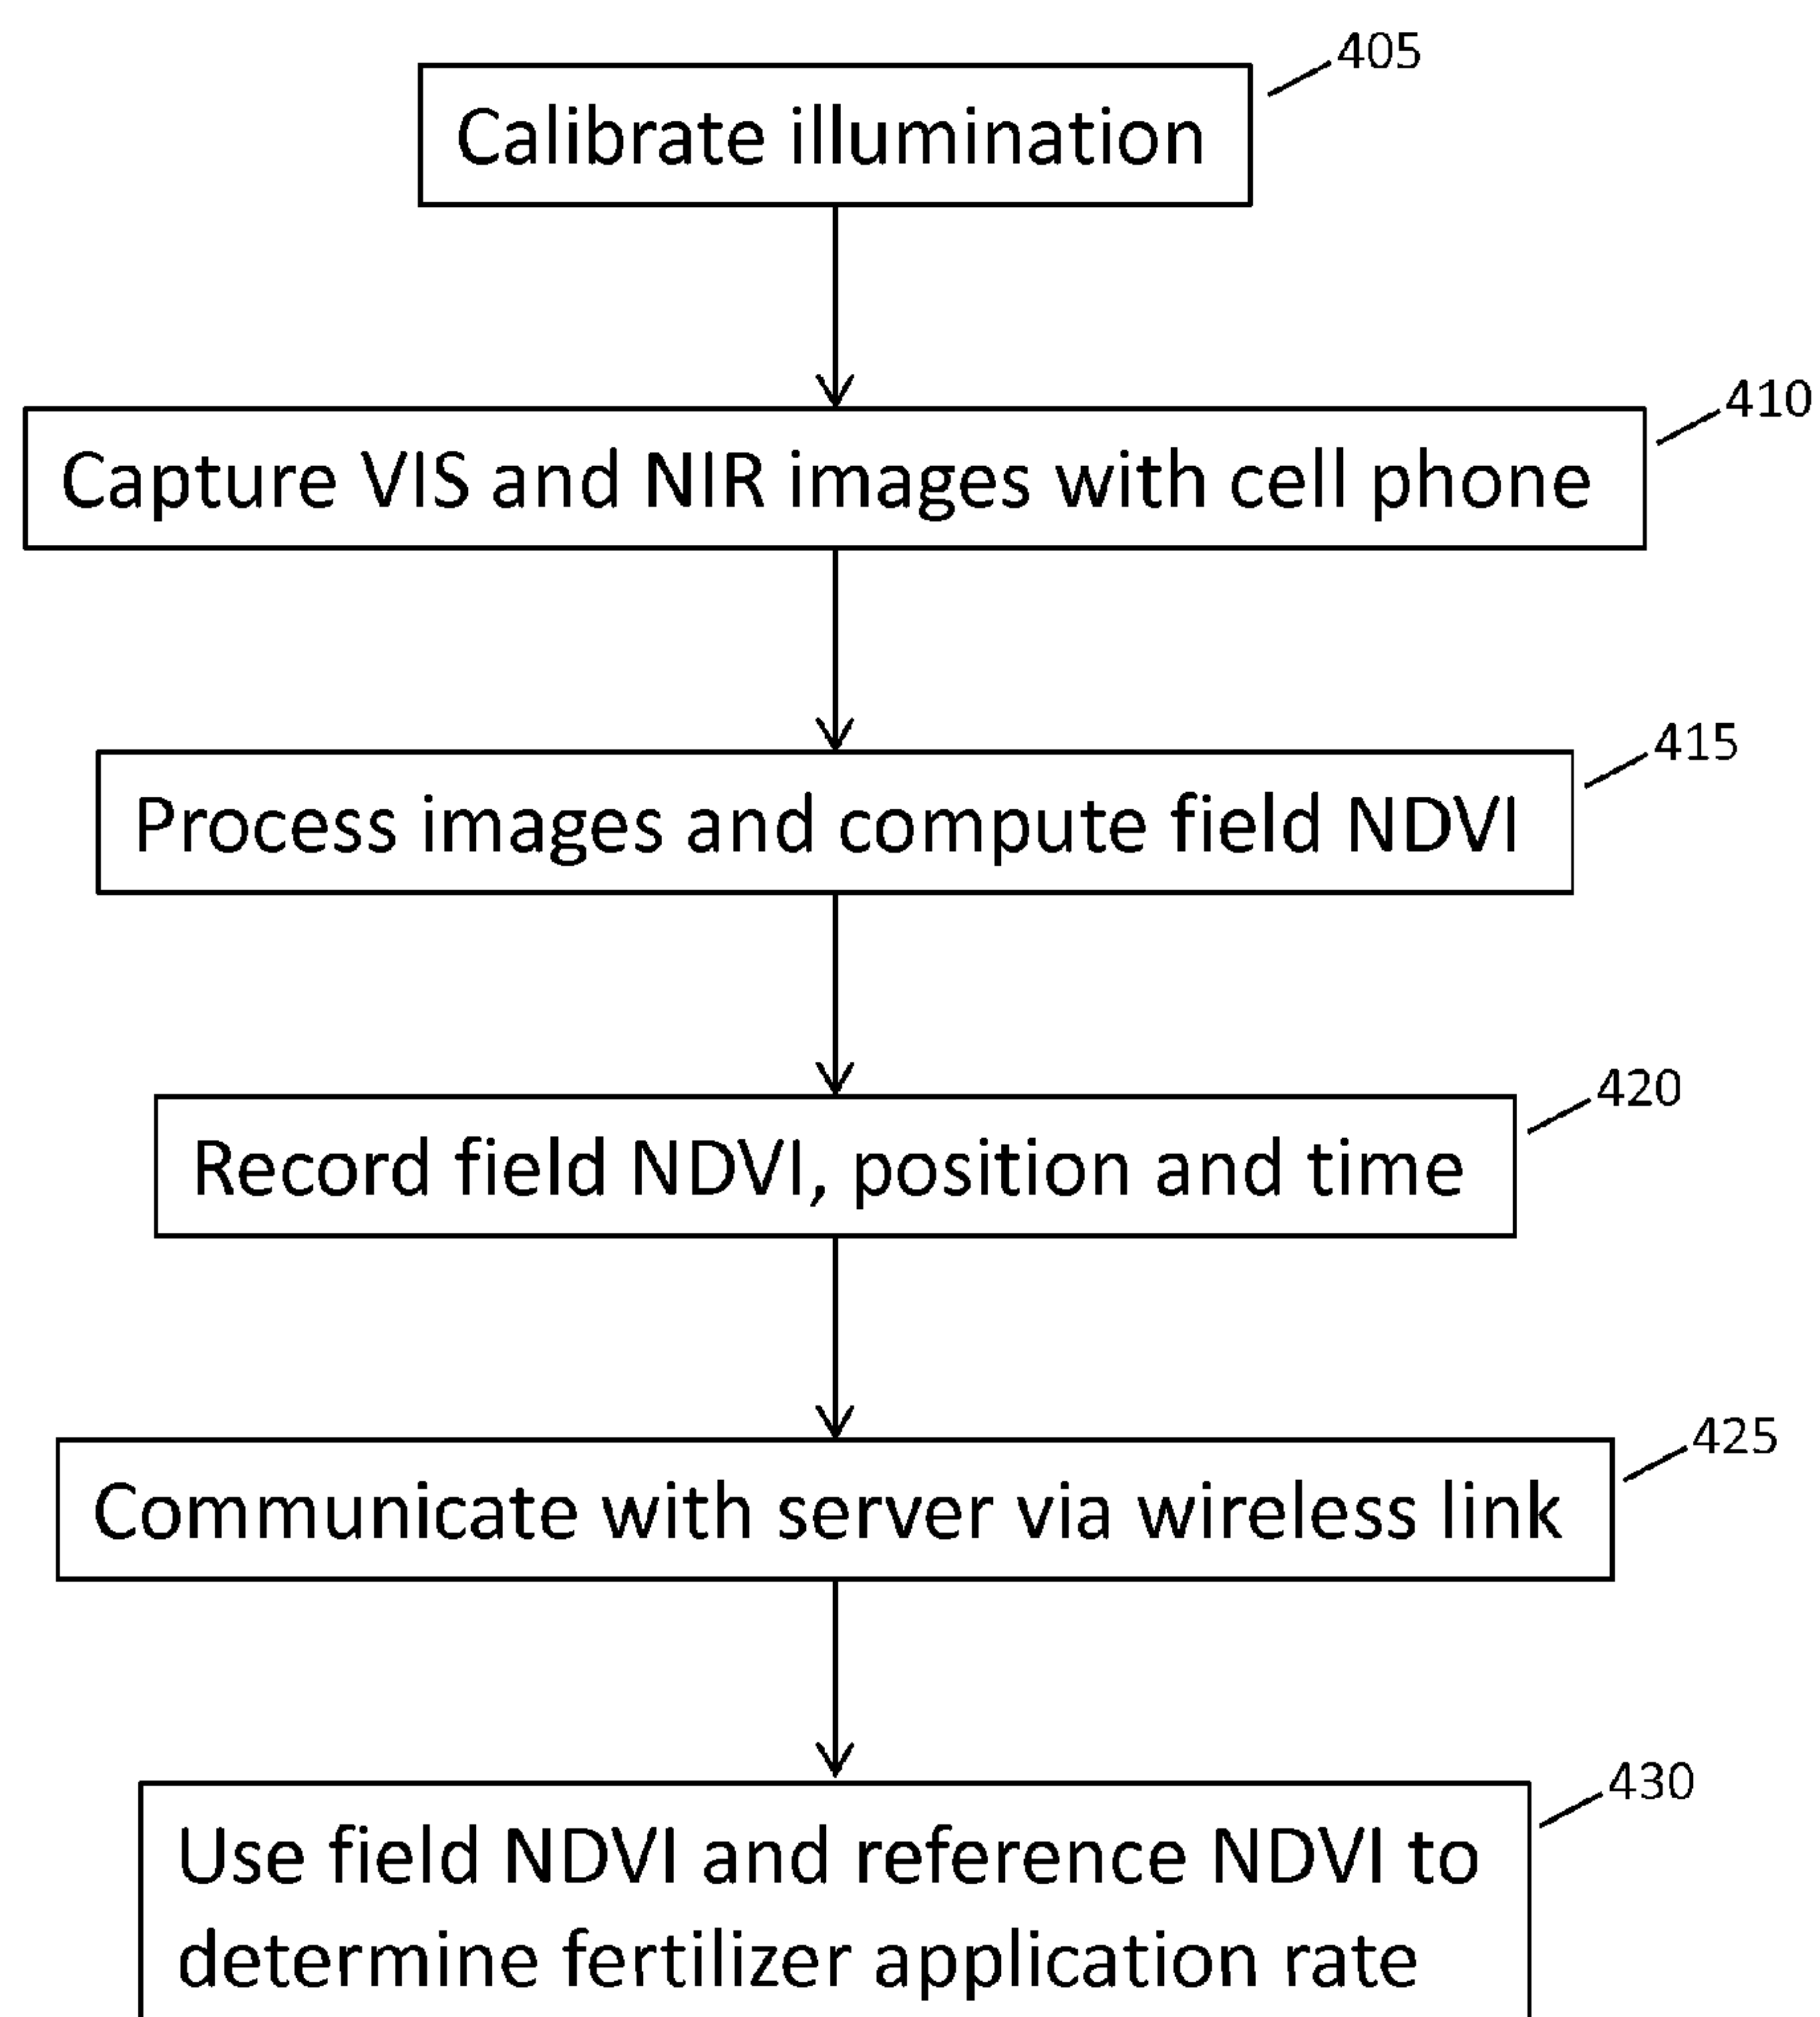 405
Calibrate illumination
410
Capture VIS and NIR images with cell phone
415
Process images and compute field NDVI
420
Record field NDVI, position and time
425
Communicate with server via wireless link
430
Use field NDVI and reference NDVI to
determine fertilizer application rate